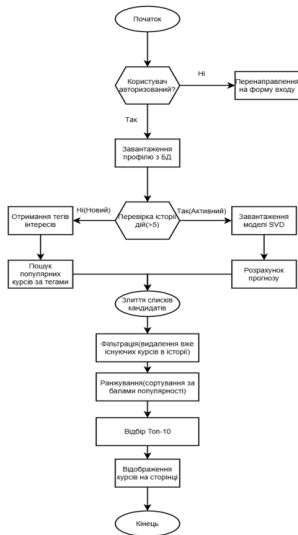 Початок
Користувач
авторизований?
Ні
Перенаправлення
на форму входу
Так
Завантаження
профілю з БД
Ні(Новий)
Перевірка історії
дій(>5)
Так(Активний)
Отримання тегів
інтересів
Завантаження
моделі SVD
Пошук
популярних
курсів за тегами
Розрахунок
прогнозу
Злиття списків
кандидатів
Фільтрація(видалення вже
існуючих курсів в історії)
Ранжування(сортування за
балами популярності)
Відбір Топ-10
Відображення
курсів на сторінці
Кінець